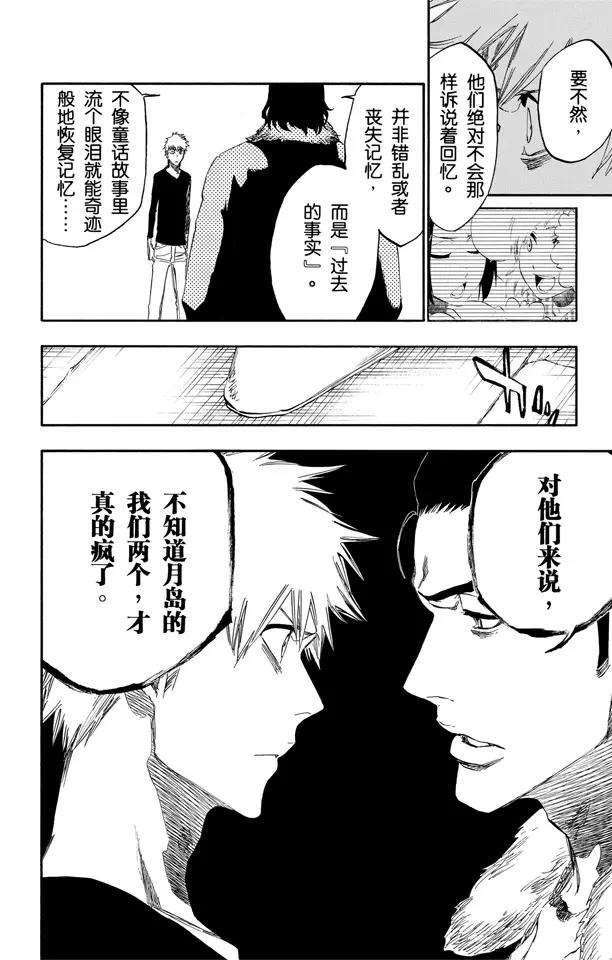 要不然，
他们绝对不会那
样诉说着回忆。
并非错乱或者
丧失记忆，
而是『过去
的事实』。
不像童话故事里
流个眼泪就能奇迹
般地恢复记忆……
ガッ
对他们来说，
不知道月岛的
我们两个，才
真的疯了。